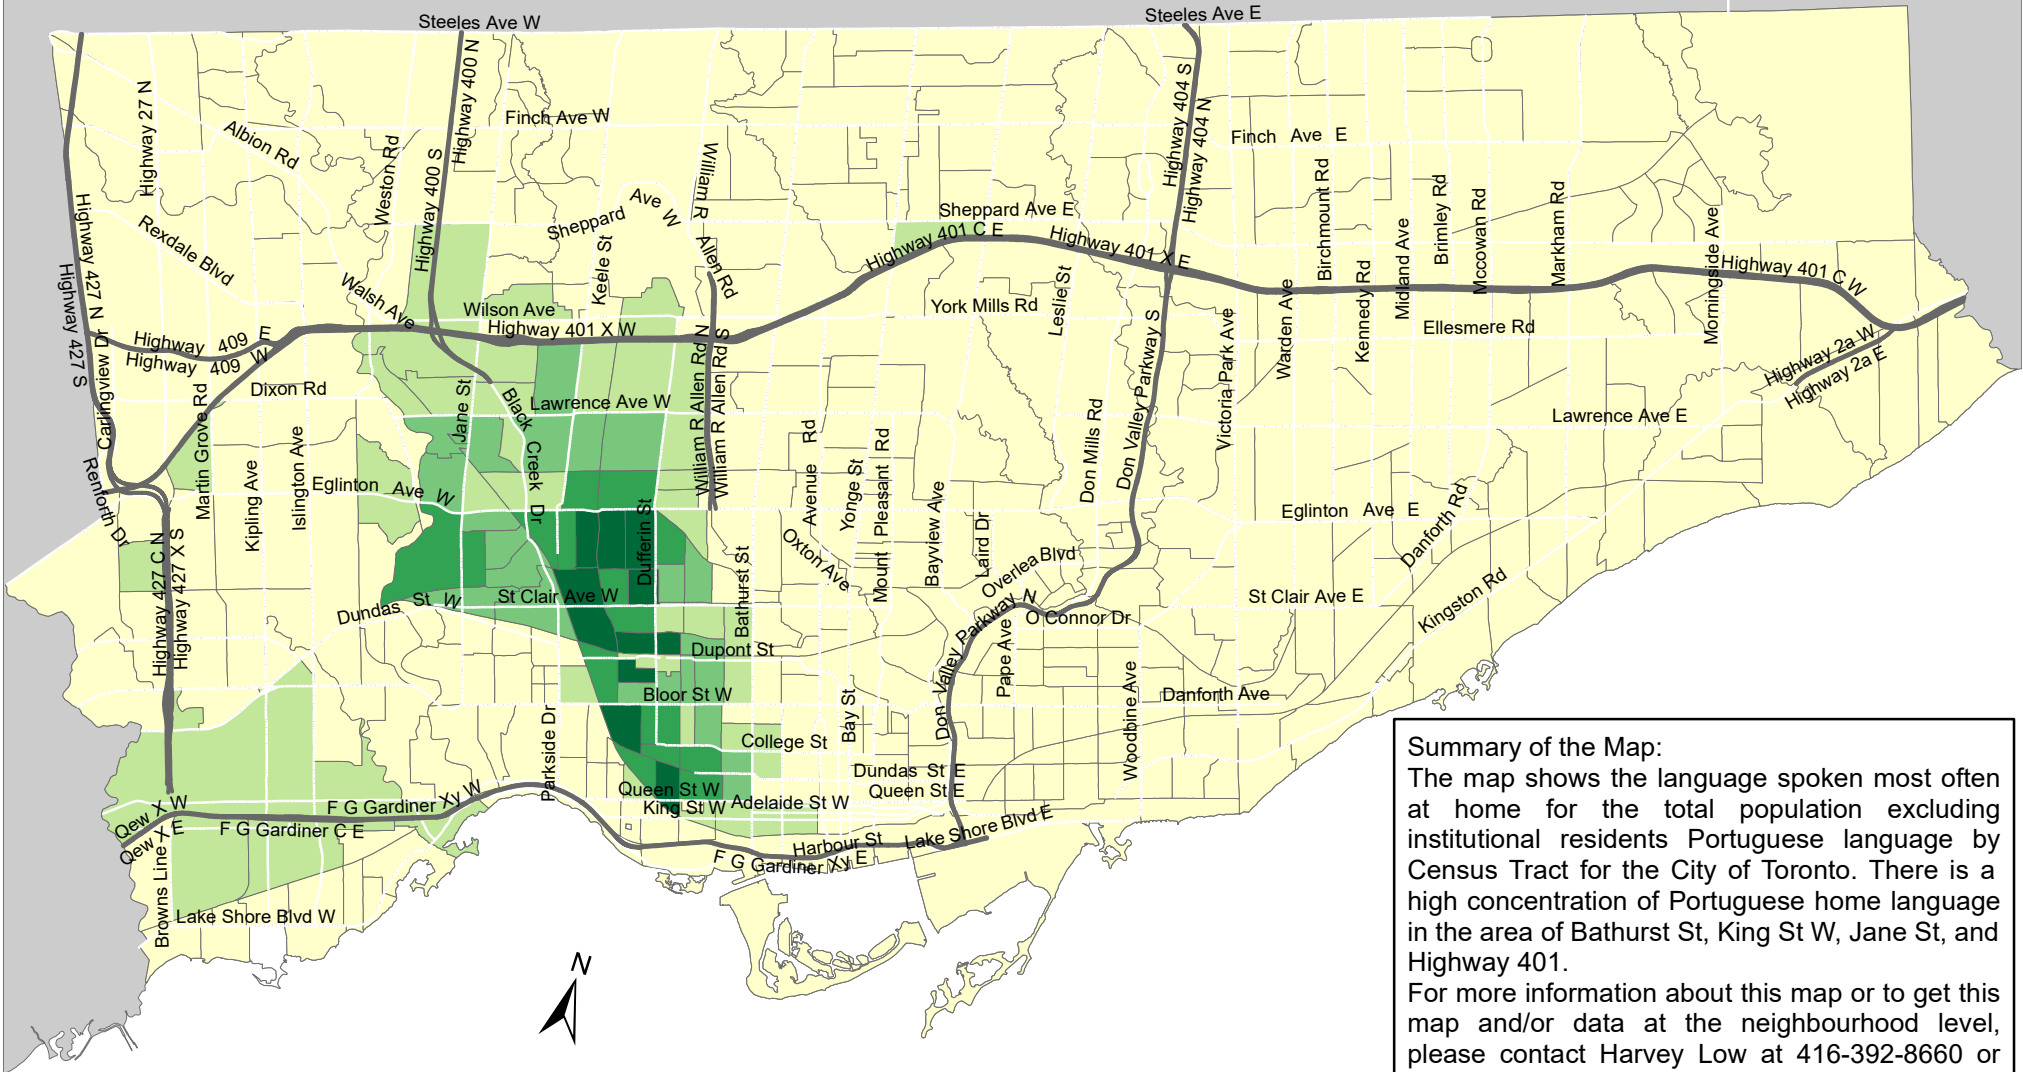 Steeles Ave W
Steeles Ave E
Highway 27 N
Albion Rd
Weston Rd
Highway 400 N
Highway 400 S
Finch Ave W
William R Allen Rd
Highway 404 S
Highway 404 N
Finch Ave E
Birchmount Rd
Brimley Rd
Mccowan Rd
Markham Rd
Midland Ave
Morningside Ave
Highway 427 N
Highway 427 S
Rexdale Blvd
Sheppard Ave W
Keele St
Sheppard Ave E
Highway 401 C E
Highway 401 X E
Highway 401 C W
Walsh Ave
Wilson Ave
Highway 401 X W
York Mills Rd
Leslie St
Kennedy Rd
Warden Ave
Ellesmere Rd
Highway 409 E
Highway 409 W
Carlingview Dr
Dixon Rd
Martin Grove Rd
Jane St
Black Creek Dr
Lawrence Ave W
William R Allen Rd N
William R Allen Rd S
Don Valley Parkway S
Victoria Park Ave
Highway 2a W
Highway 2a E
Lawrence Ave E
Renforth Dr
Kipling Ave
Islington Ave
Eglinton Ave W
Dufferin St
Avenue Rd
Yonge St
Mount Pleasant Rd
Bayview Ave
Laird Dr
Don Mills Rd
Eglinton Ave E
Danforth Rd
Kingston Rd
Oxton Ave
Overlea Blvd
Highway 427 C N
Highway 427 X S
Dundas St W
St Clair Ave W
Bathurst St
Don Valley Parkway N
O Connor Dr
St Clair Ave E
Dupont St
Pape Ave
Bloor St W
Bay St
Danforth Ave
Woodbine Ave
Parkside Dr
College St
Dundas St E
Queen St E
Queen St W
King St W
Adelaide St W
Qew X W
Qew X E
F G Gardiner Xy W
F G Gardiner C E
Browns Line
Harbour St
Lake Shore Blvd E
F G Gardiner Xy E
Lake Shore Blvd W
N
Summary of the Map:
The map shows the language spoken most often
at home for the total population excluding
institutional residents Portuguese language by
Census Tract for the City of Toronto. There is a
high concentration of Portuguese home language
in the area of Bathurst St, King St W, Jane St, and
Highway 401.
For more information about this map or to get this
map and/or data at the neighbourhood level,
please contact Harvey Low at 416-392-8660 or